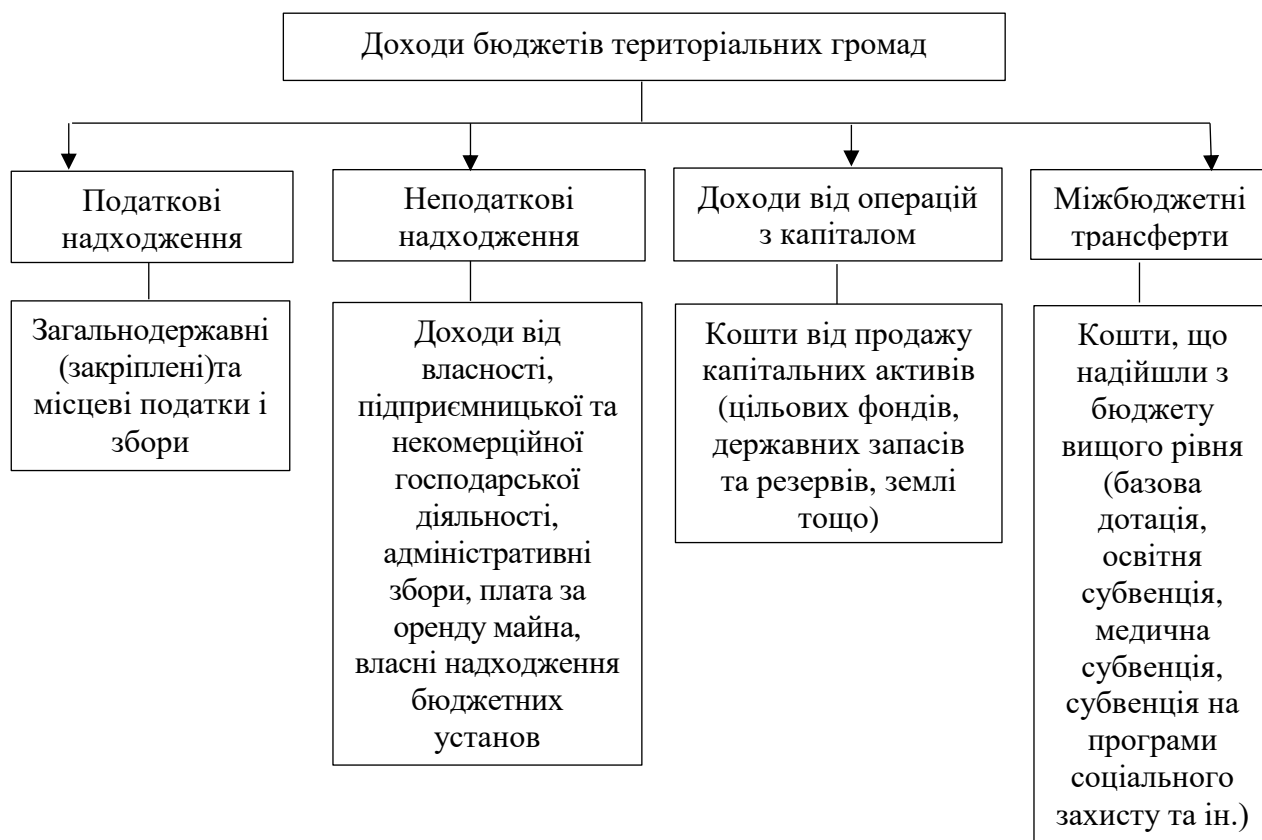 Доходи бюджетів територіальних громад
Податкові
надходження
Неподаткові
надходження
Доходи від операцій
з капіталом
Міжбюджетні
трансферти
Загальнодержавні
(закріплені)та
місцеві податки і
збори
Доходи від
власності,
підприємницької та
некомерційної
господарської
діяльності,
адміністративні
збори, плата за
оренду майна,
власні надходження
бюджетних
установ
Кошти від продажу
капітальних активів
(цільових фондів,
державних запасів
та резервів, землі
тощо)
Кошти, що
надійшли з
бюджету
вищого рівня
(базова
дотація,
освітня
субвенція,
медична
субвенція,
субвенція на
програми
соціального
захисту та ін.)